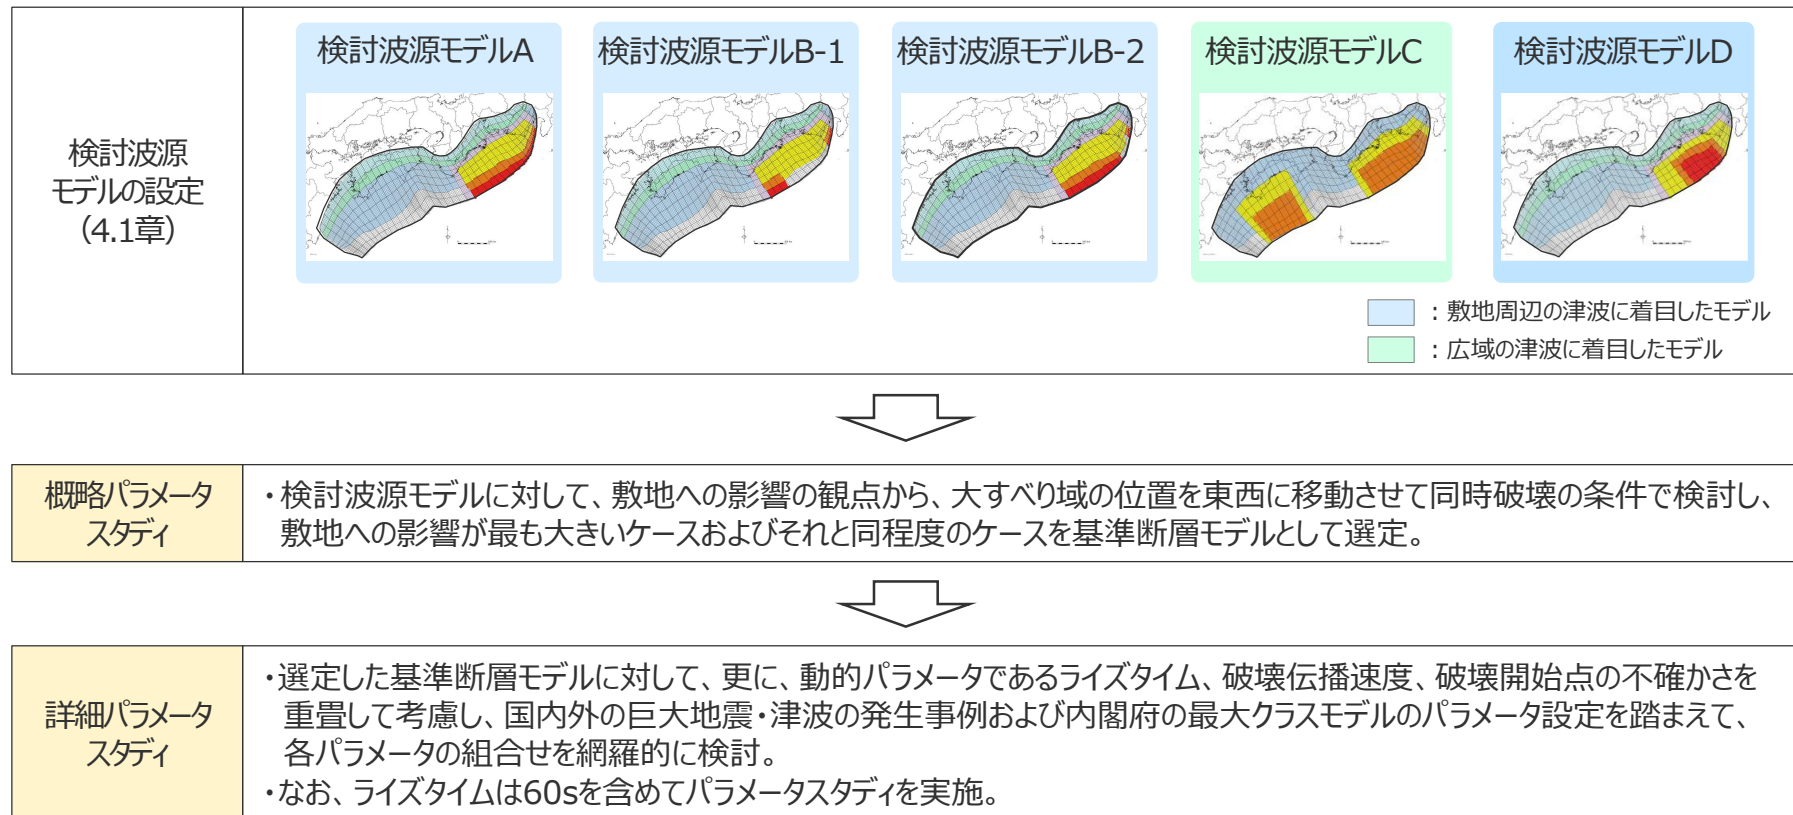 検討波源
モデルの設定
（4.1章）
検討波源モデルA
検討波源モデルB-1
検討波源モデルB-2
検討波源モデルC
検討波源モデルD
：敷地周辺の津波に着目したモデル
：広域の津波に着目したモデル
概略パラメータ
スタディ
・検討波源モデルに対して、敷地への影響の観点から、大すべり域の位置を東西に移動させて同時破壊の条件で検討し、
敷地への影響が最も大きいケースおよびそれと同程度のケースを基準断層モデルとして選定。
詳細パラメータ
スタディ
・選定した基準断層モデルに対して、更に、動的パラメータであるライズタイム、破壊伝播速度、破壊開始点の不確かさを
重畳して考慮し、国内外の巨大地震・津波の発生事例および内閣府の最大クラスモデルのパラメータ設定を踏まえて、
各パラメータの組合せを網羅的に検討。
・なお、ライズタイムは60sを含めてパラメータスタディを実施。